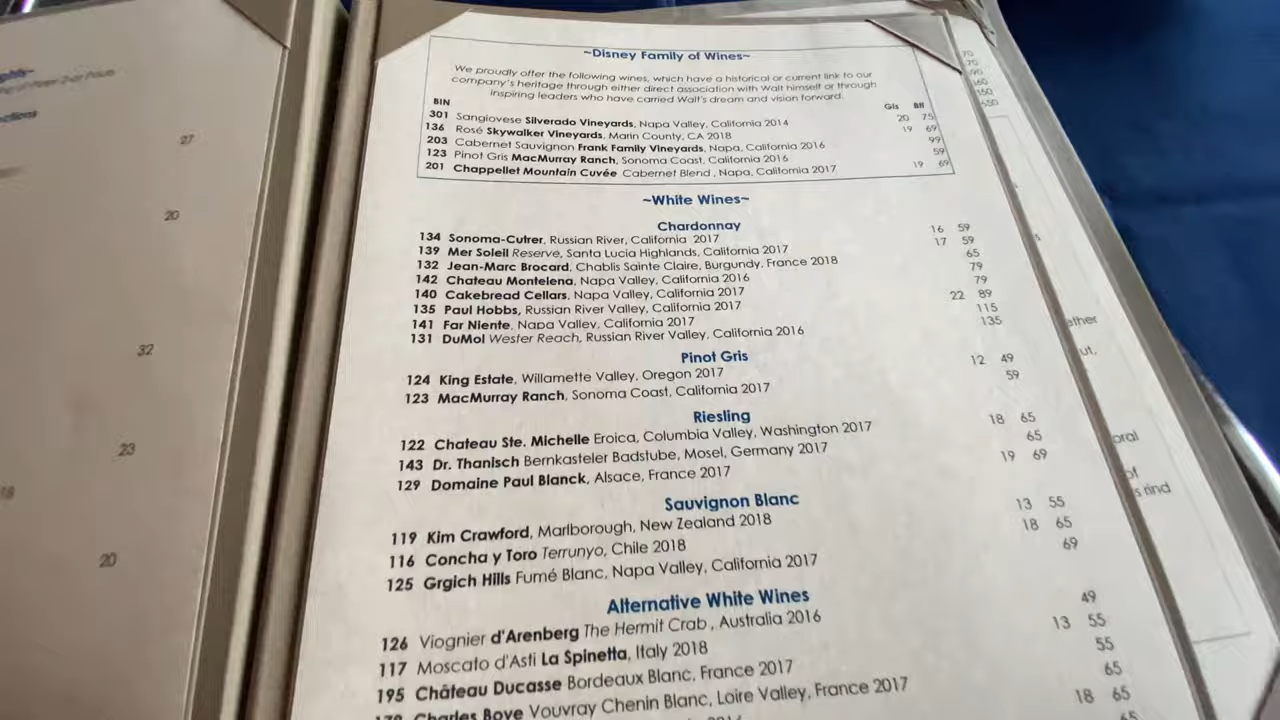 27
20
32
23
18
20
~Disney Family of Wines~
We proudly offer the following wines, which have a historical or current link to our
company's heritage through either direct association with Walt himself or through
inspiring leaders who have carried Walt's dream and vision forward.
BIN Gls Btl
301 Sangiovese Silverado Vineyards, Napa Valley, California 2014 20 75
136 Rosé Skywalker Vineyards, Marin County, CA 2018 19 69
203 Cabernet Sauvignon Frank Family Vineyards, Napa, California 2016 99
123 Pinot Gris MacMurray Ranch, Sonoma Coast, California 2016 59
201 Chappellet Mountain Cuvée Cabernet Blend, Napa, California 2017 19 69
~White Wines~
Chardonnay
134 Sonoma-Cutrer, Russian River, California 2017 16 59
139 Mer Soleil Reserve, Santa Lucia Highlands, California 2017 17 59
132 Jean-Marc Brocard, Chablis Sainte Claire, Burgundy, France 2018 65
142 Chateau Montelena, Napa Valley, California 2016 79
140 Cakebread Cellars, Napa Valley, California 2017 79
135 Paul Hobbs, Russian River Valley, California 2017 22 89
141 Far Niente, Napa Valley, California 2017 115
131 DuMol Wester Reach, Russian River Valley, California 2016 135
Pinot Gris
124 King Estate, Willamette Valley, Oregon 2017 12 49
123 MacMurray Ranch, Sonoma Coast, California 2017 59
Riesling
122 Chateau Ste. Michelle Eroica, Columbia Valley, Washington 2017 18 65
143 Dr. Thanisch Bernkasteler Badstube, Mosel, Germany 2017 65
129 Domaine Paul Blanck, Alsace, France 2017 19 69
Sauvignon Blanc
119 Kim Crawford, Marlborough, New Zealand 2018 13 55
116 Concha y Toro Terrunyo, Chile 2018 18 65
125 Grgich Hills Fumé Blanc, Napa Valley, California 2017 69
Alternative White Wines
126 Viognier d'Arenberg The Hermit Crab, Australia 2016 49
117 Moscato d'Asti La Spinetta, Italy 2018 13 55
195 Château Ducasse Bordeaux Blanc, France 2017 55
Charles Bove Vouvray Chenin Blanc, Loire Valley, France 2017 65
18 65